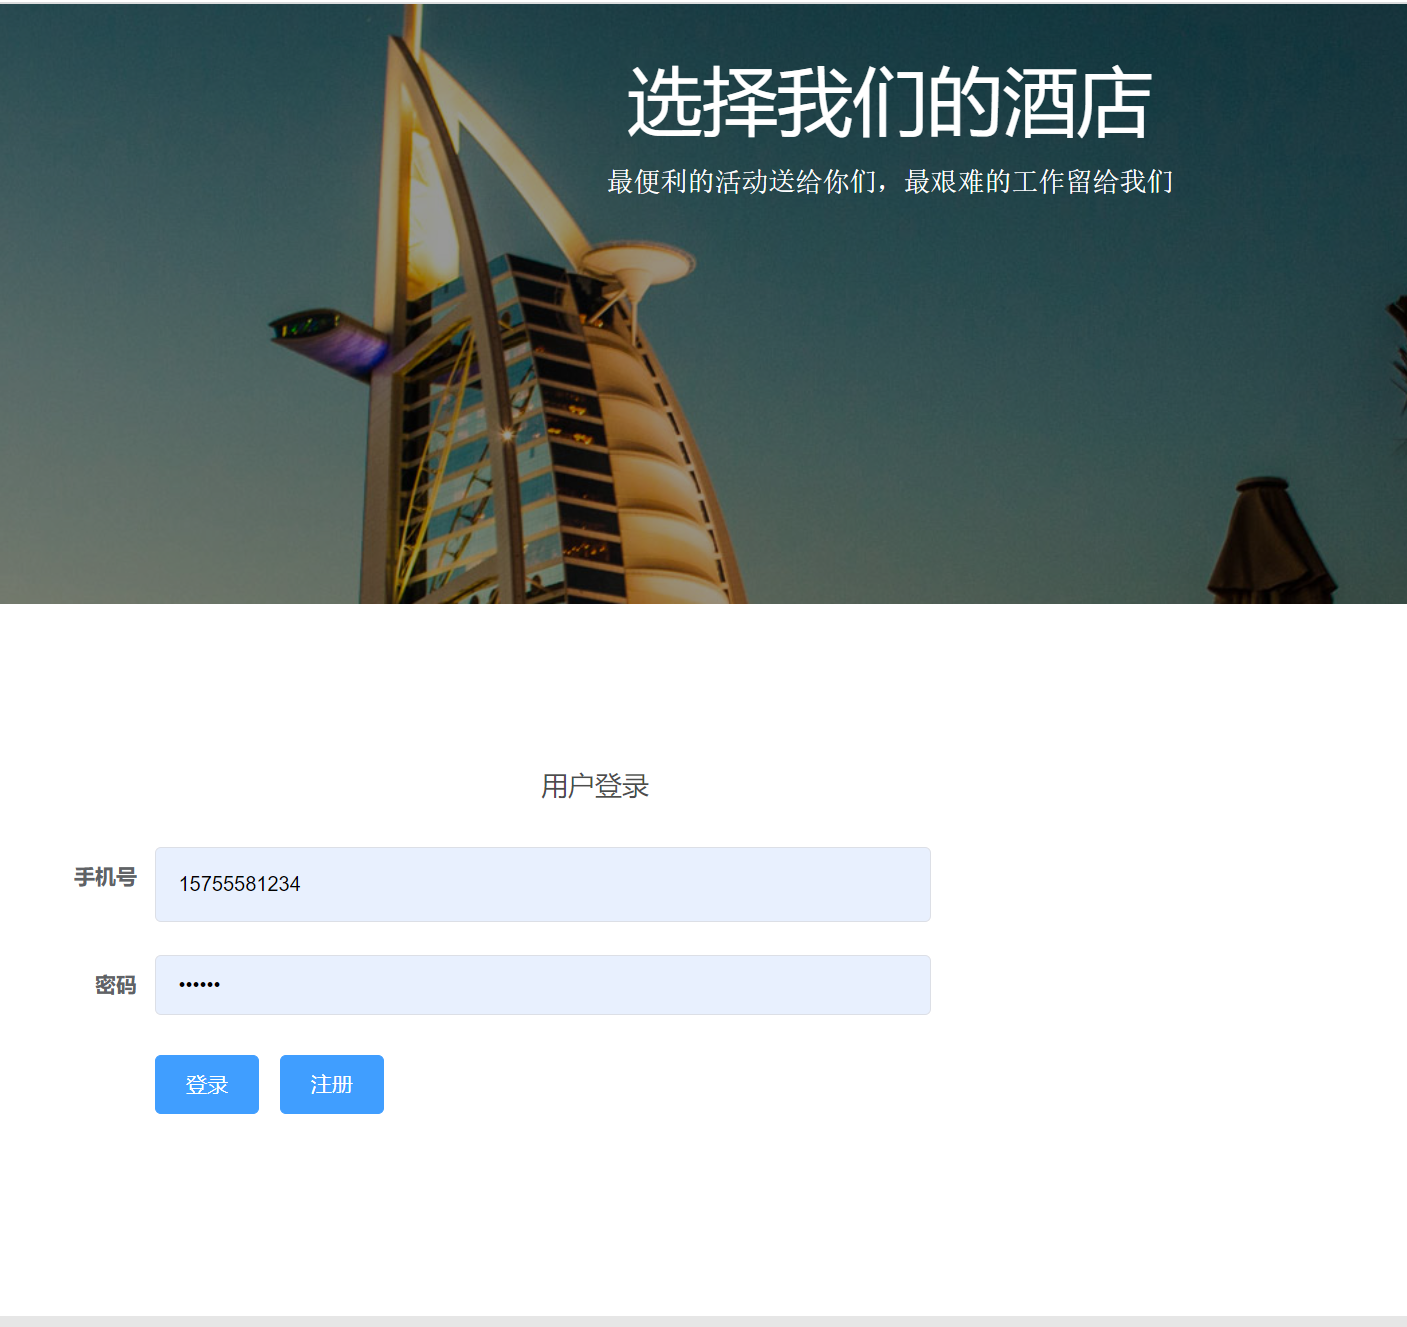 选择我们的酒店
最便利的活动送给你们，最艰难的工作留给我们
用户登录
手机号 15755581234
密码 ••••••
登录 注册